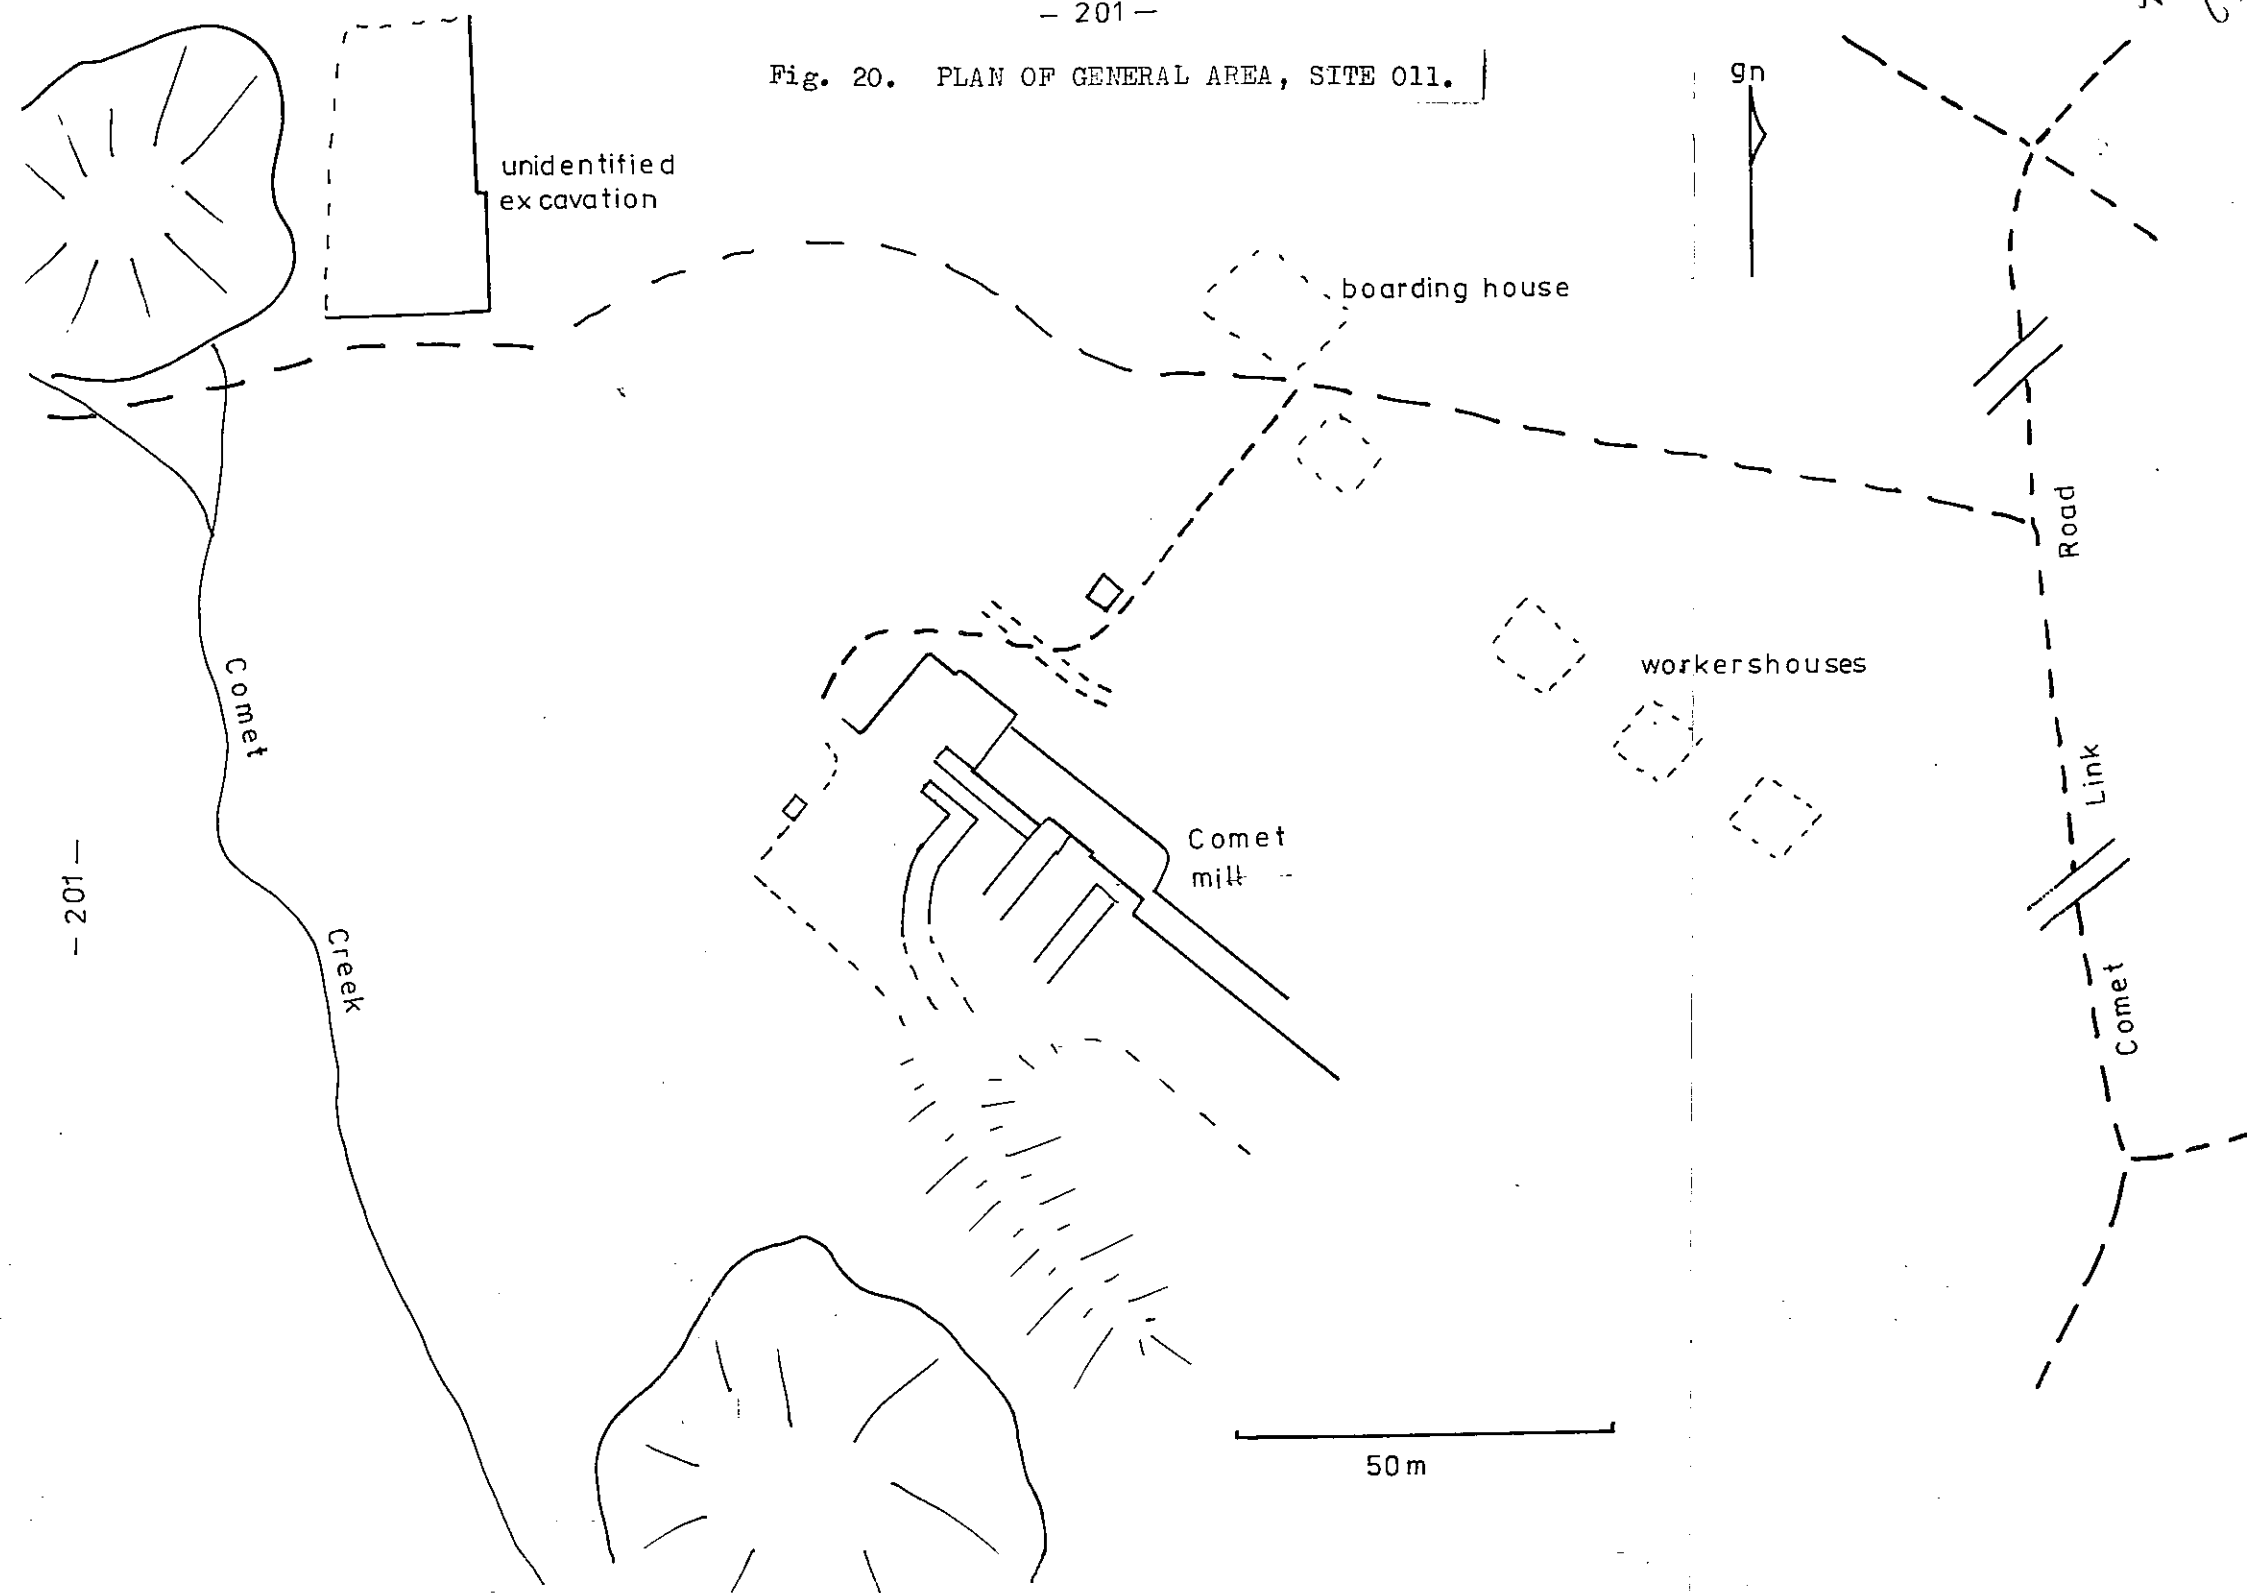 – 201 –
Fig. 20. PLAN OF GENERAL AREA, SITE 011.
gn
unidentified
excavation
boarding house
Road
workershouses
Comet
Link
Comet
mill
– 201 –
Creek
Comet
50m